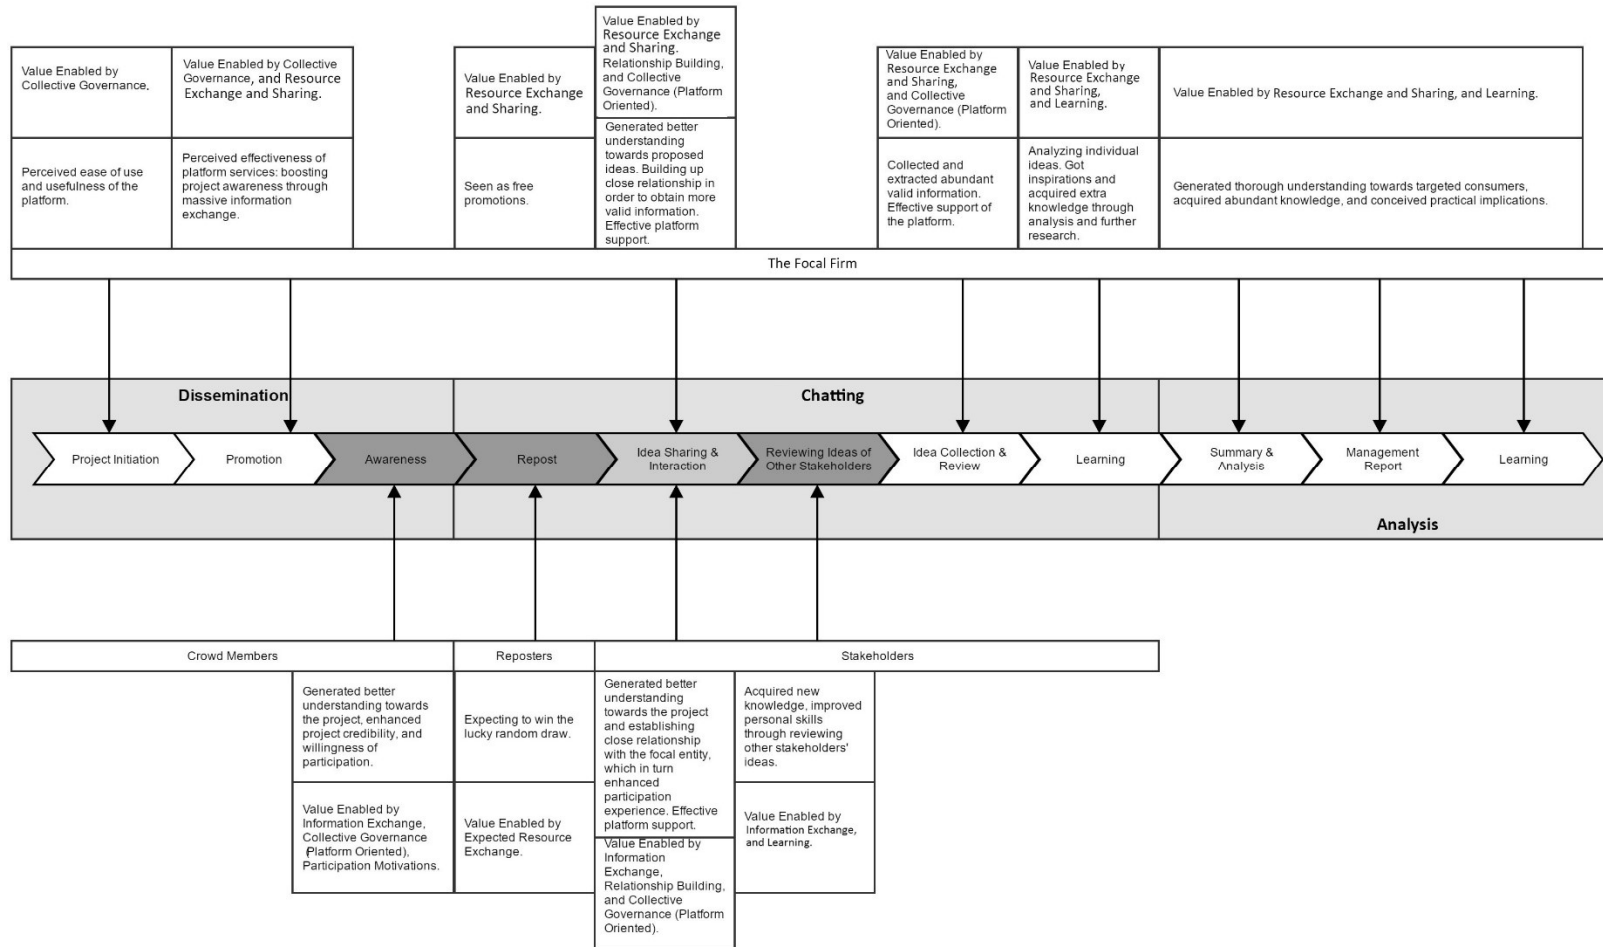 Value Enabled by
Collective Governance.
Value Enabled by Collective
Governance, and Resource
Exchange and Sharing.
Value Enabled by
Resource Exchange
and Sharing.
Value Enabled by
Resource Exchange
and Sharing.
Relationship Building,
and Collective
Governance (Platform
Oriented).
Value Enabled by
Resource Exchange
and Sharing,
and Collective
Governance (Platform
Oriented).
Value Enabled by
Resource Exchange
and Sharing,
and Learning.
Value Enabled by Resource Exchange and Sharing, and Learning.
Perceived ease of use
and usefulness of the
platform.
Perceived effectiveness of
platform services: boosting
project awareness through
massive information
exchange.
Seen as free
promotions.
Generated better
understanding
towards proposed
ideas. Building up
close relationship in
order to obtain more
valid information.
Effective platform
support.
Collected and
extracted abundant
valid information.
Effective support of
the platform.
Analyzing individual
ideas. Got
inspirations and
acquired extra
knowledge through
analysis and further
research.
Generated thorough understanding towards targeted consumers,
acquired abundant knowledge, and conceived practical implications.
The Focal Firm
Dissemination
Chatting
Project Initiation
Promotion
Awareness
Repost
Idea Sharing &
Interaction
Reviewing Ideas of
Other Stakeholders
Idea Collection &
Review
Learning
Summary &
Analysis
Management
Report
Learning
Analysis
Crowd Members
Reposters
Stakeholders
Generated better
understanding towards
the project, enhanced
project credibility, and
willingness of
participation.
Expecting to win the
lucky random draw.
Generated better
understanding
towards the project
and establishing
close relationship
with the focal entity,
which in turn
enhanced
participation
experience. Effective
platform support.
Acquired new
knowledge, improved
personal skills
through reviewing
other stakeholders'
ideas.
Value Enabled by
Information Exchange,
Collective Governance
(Platform Oriented),
Participation Motivations.
Value Enabled by
Expected Resource
Exchange.
Value Enabled by
Information
Exchange,
Relationship Building,
and Collective
Governance (Platform
Oriented).
Value Enabled by
Information Exchange,
and Learning.